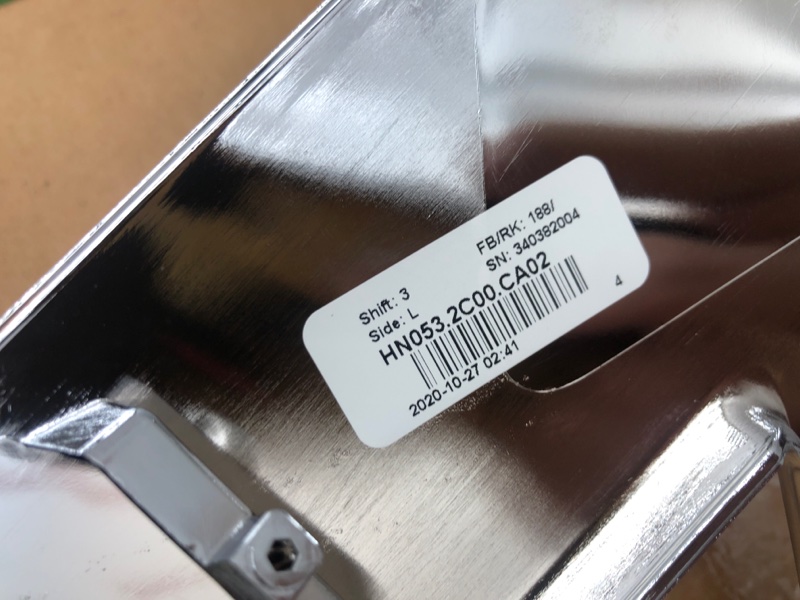 FB/RK: 188/
SN: 340382004
Shift: 3
Side: L
HN053.2C00.CA02
2020-10-27 02:41
4